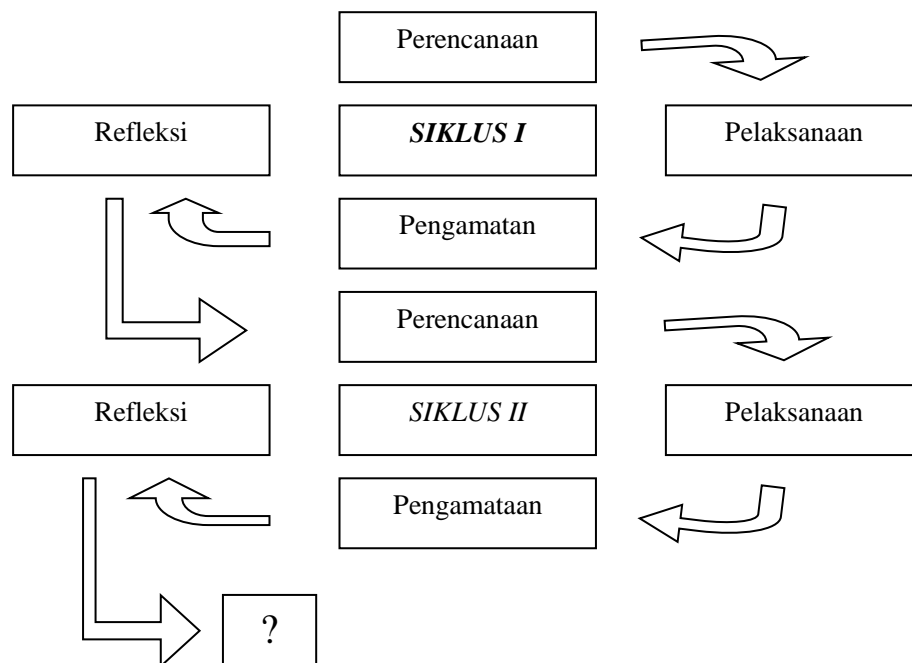 Perencanaan
Refleksi
SIKLUS I
Pelaksanaan
Pengamatan
Perencanaan
Refleksi
SIKLUS II
Pelaksanaan
Pengamataan
?